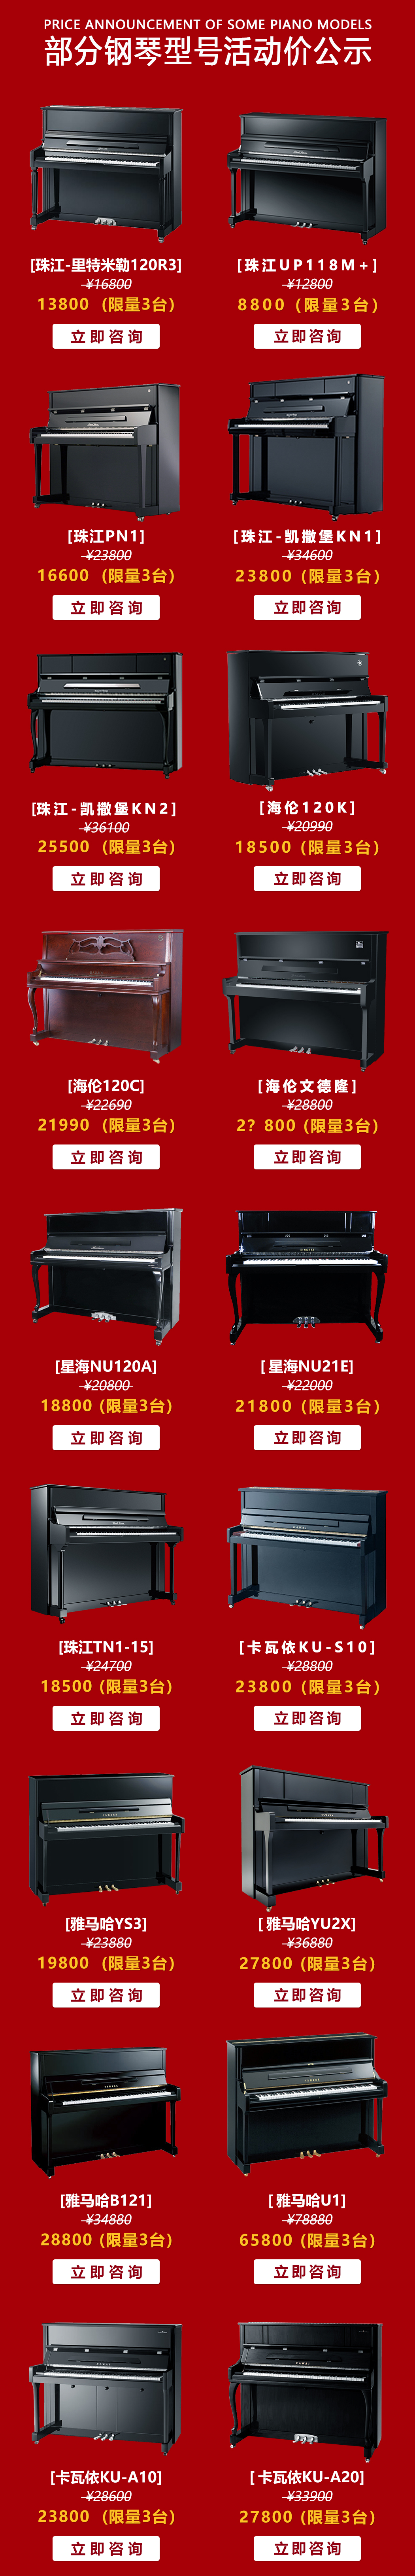 PRICE ANNOUNCEMENT OF SOME PIANO MODELS
部分钢琴型号活动价公示
[珠江-里特米勒120R3] [珠江UP118M+]
¥16800 ¥12800
13800 (限量3台) 8800 (限量3台)
立即咨询 立即咨询
[珠江PN1] [珠江-凯撒堡KN1]
¥23800 ¥34600
16600 (限量3台) 23800 (限量3台)
立即咨询 立即咨询
[珠江-凯撒堡KN2] [海伦120K]
¥36100 ¥20990
25500 (限量3台) 18500 (限量3台)
立即咨询 立即咨询
[海伦120C] [海伦文德隆]
¥22690 ¥28800
21990 (限量3台) 2? 800 (限量3台)
立即咨询 立即咨询
[星海NU120A] [星海NU21E]
¥20800 ¥22000
18800 (限量3台) 21800 (限量3台)
立即咨询 立即咨询
[珠江TN1-15] [卡瓦依KU-S10]
¥24700 ¥28800
18500 (限量3台) 23800 (限量3台)
立即咨询 立即咨询
YAMAHA
[雅马哈YS3] [雅马哈YU2X]
¥23880 ¥36880
19800 (限量3台) 27800 (限量3台)
立即咨询 立即咨询
[雅马哈B121] [雅马哈U1]
¥34880 ¥78880
28800 (限量3台) 65800 (限量3台)
立即咨询 立即咨询
KAWAI KAWAI
[卡瓦依KU-A10] [卡瓦依KU-A20]
¥28600 ¥33900
23800 (限量3台) 27800 (限量3台)
立即咨询 立即咨询